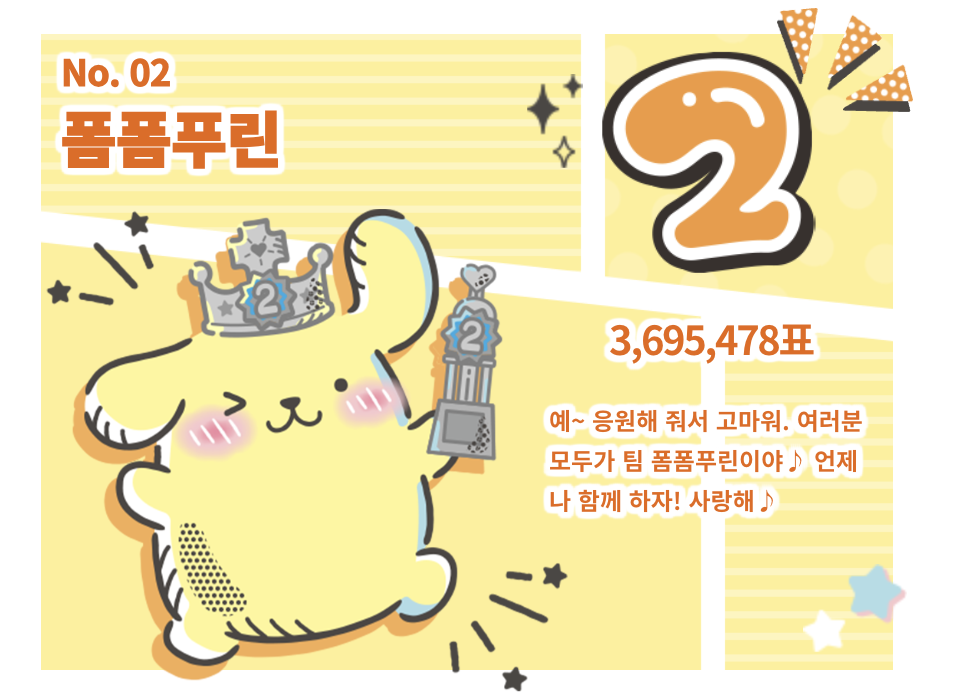 No. 02
폼폼푸린
2
2
2
3,695,478표
예~ 응원해 줘서 고마워. 여러분
모두가 팀 폼폼푸린이야♪ 언제
나 함께 하자! 사랑해♪